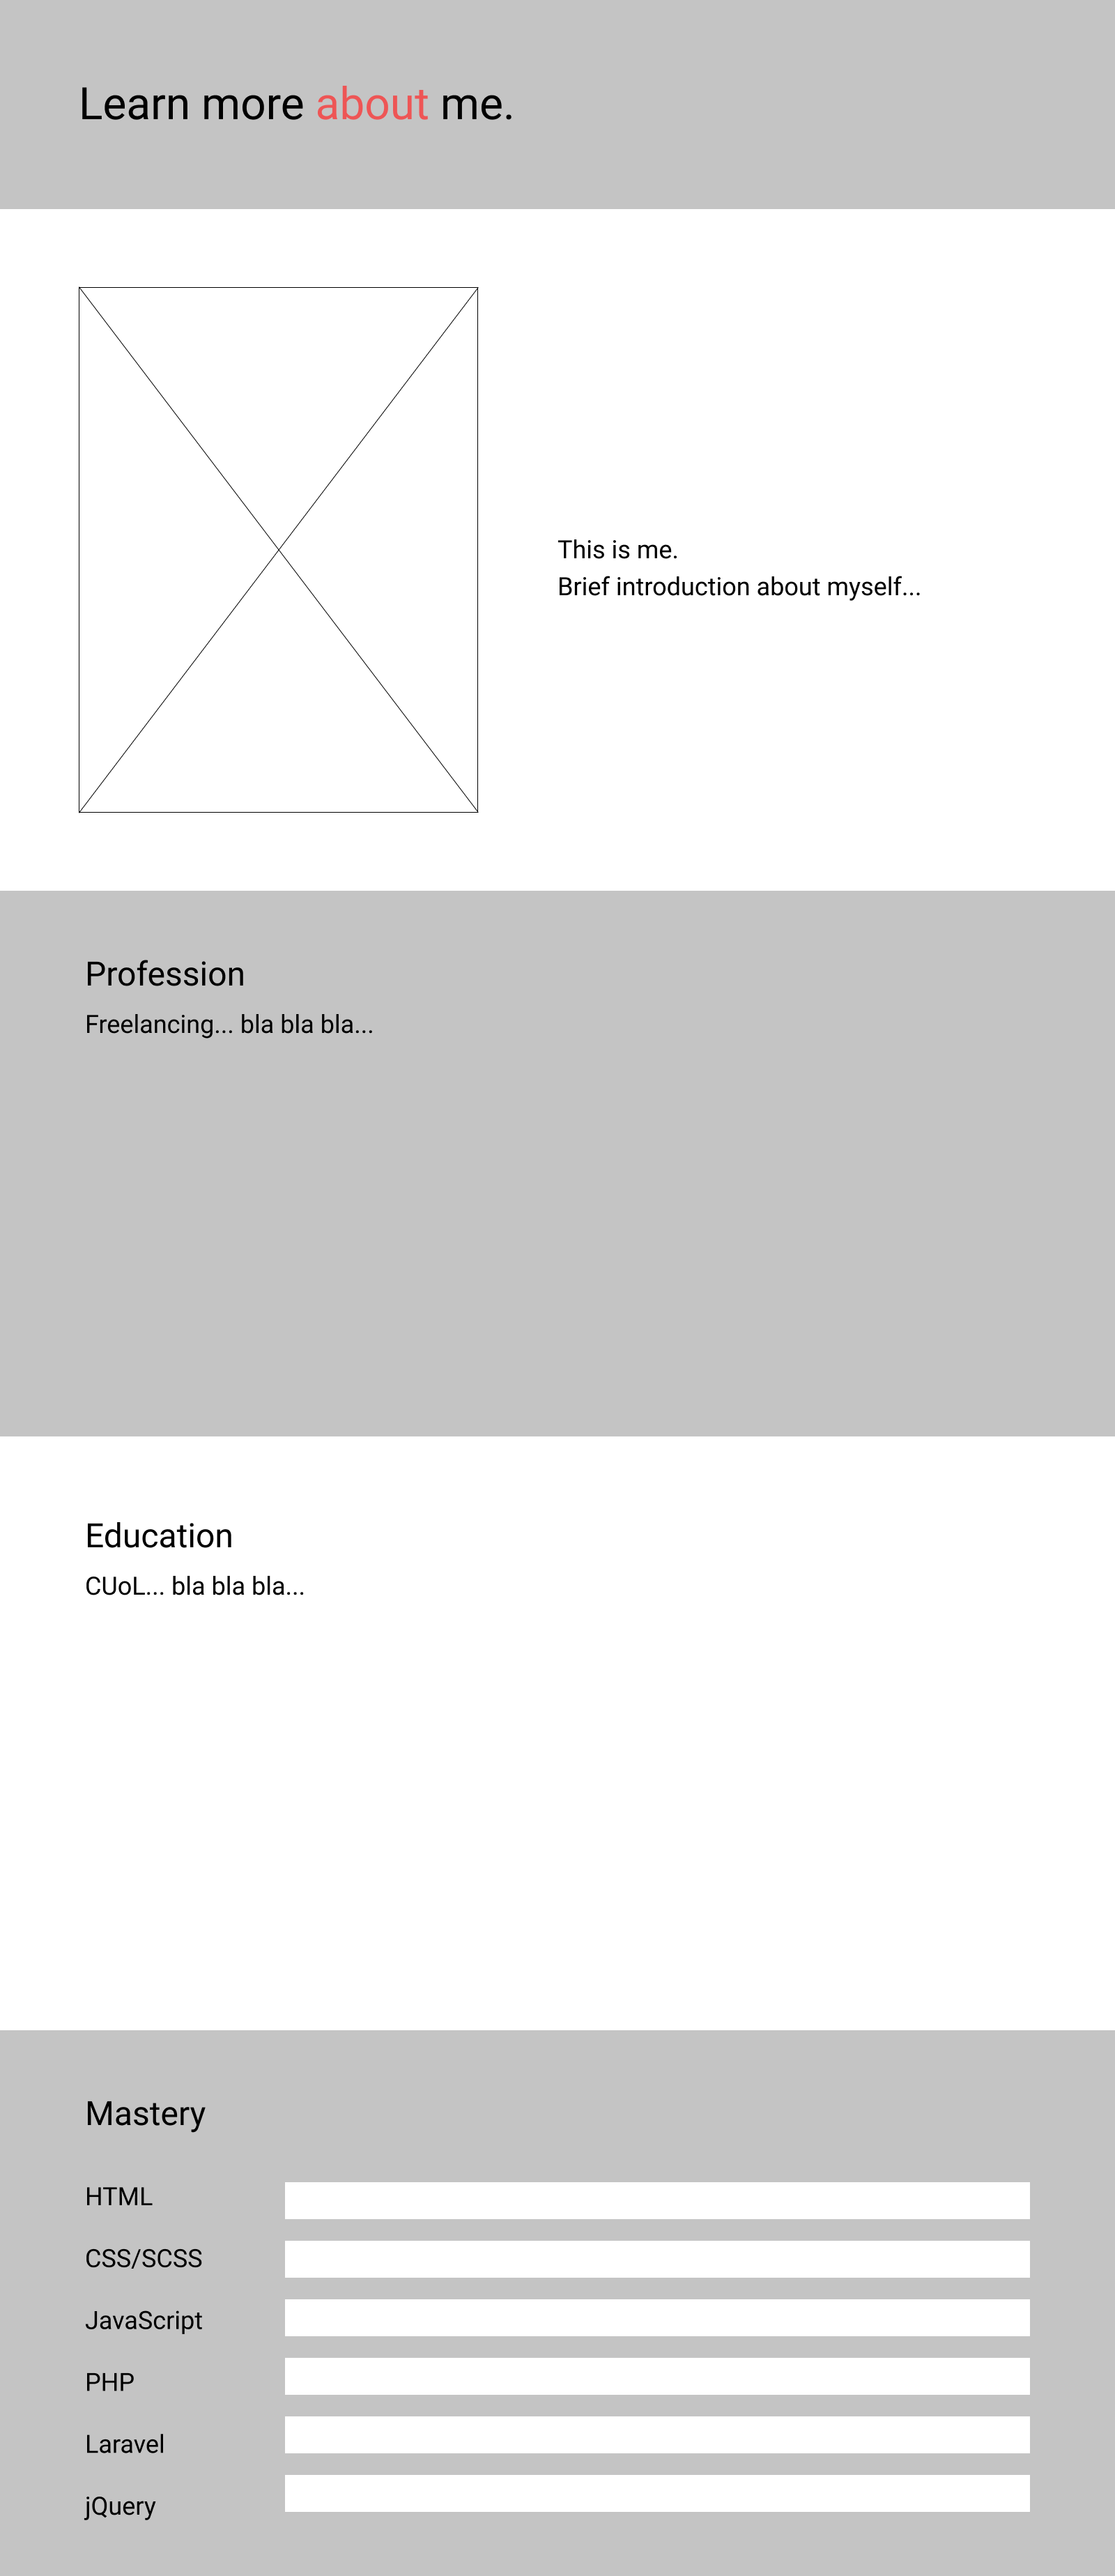 Learn more about me.
This is me.
Brief introduction about myself...
Profession
Freelancing... bla bla bla...
Education
CUoL... bla bla bla...
Mastery
HTML
CSS/SCSS
JavaScript
PHP
Laravel
jQuery